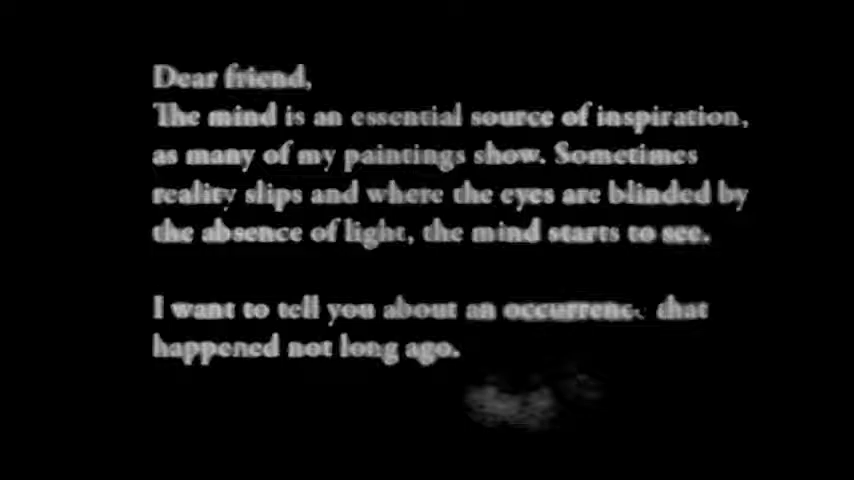 Dear friend,
The mind is an essential source of inspiration,
as many of my paintings show. Sometimes
reality slips and where the eyes are blinded by
the absence of light, the mind starts to see.
I want to tell you about an occurrence that
happened not long ago.